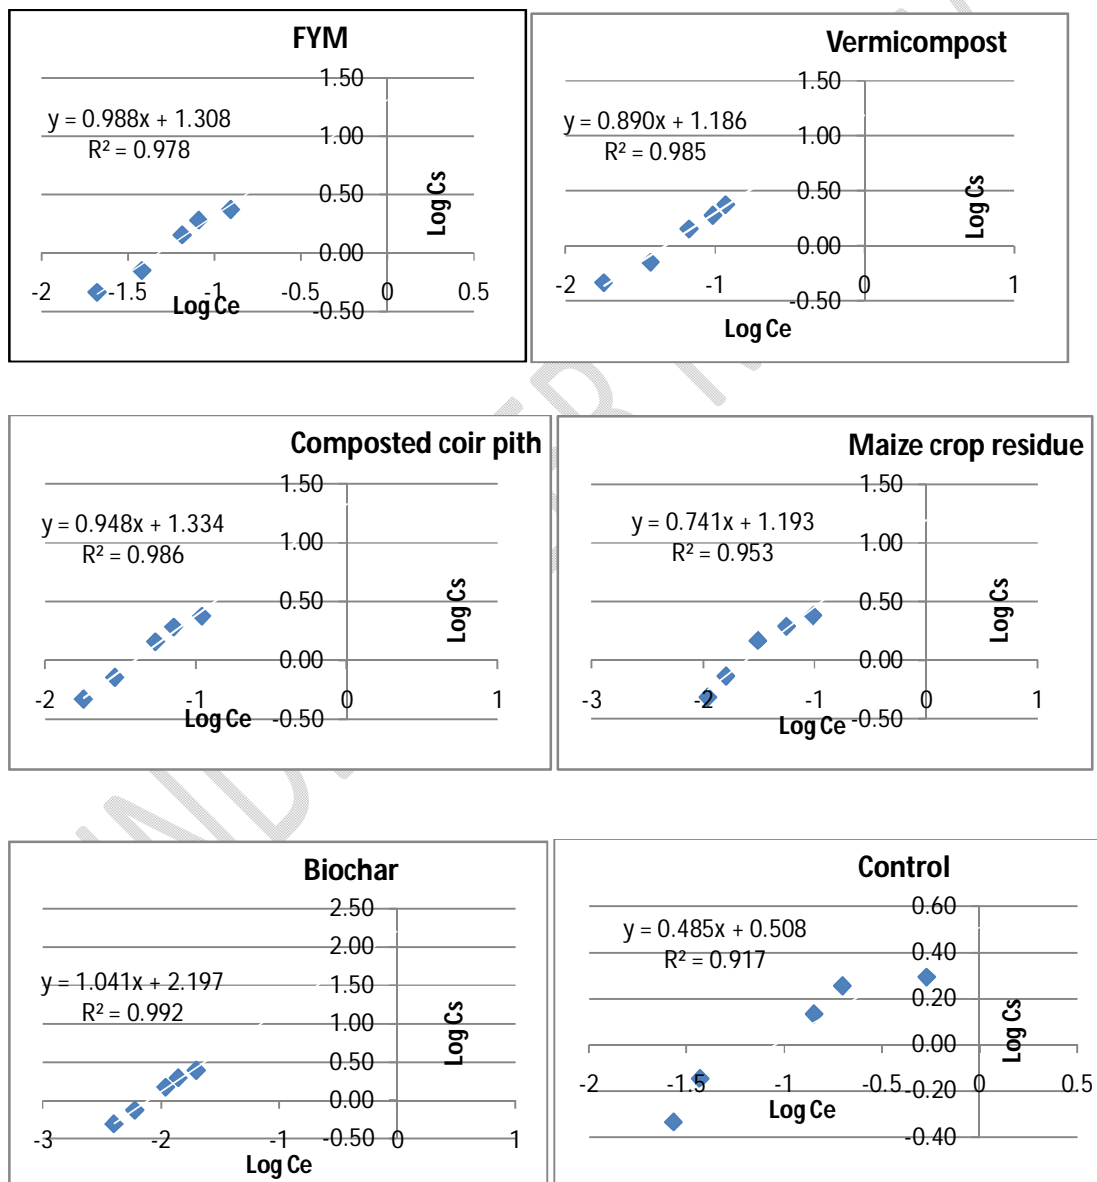 FYM
1.50
y = 0.988x + 1.308
R² = 0.978
1.00
0.50
0.00
-0.50
-2 -1.5 -1 -0.5 0 0.5
Log Ce
Log Cs
Vermicompost
1.50
y = 0.890x + 1.186
R² = 0.985
1.00
0.50
0.00
-0.50
-2 -1 0 1
Log Ce
Log Cs
Composted coir pith
1.50
y = 0.948x + 1.334
R² = 0.986
1.00
0.50
0.00
-0.50
-2 -1 0 1
Log Ce
Log Cs
Maize crop residue
1.50
y = 0.741x + 1.193
R² = 0.953
1.00
0.50
0.00
-0.50
-3 -2 -1 0 1
Log Ce
Log Cs
Biochar
2.50
2.00
1.50
y = 1.041x + 2.197
R² = 0.992
1.00
0.50
0.00
-0.50
-3 -2 -1 0 1
Log Ce
Log Cs
Control
0.60
y = 0.485x + 0.508
R² = 0.917
0.40
0.20
0.00
-0.20
-0.40
-2 -1.5 -1 -0.5 0 0.5
Log Ce
Log Cs